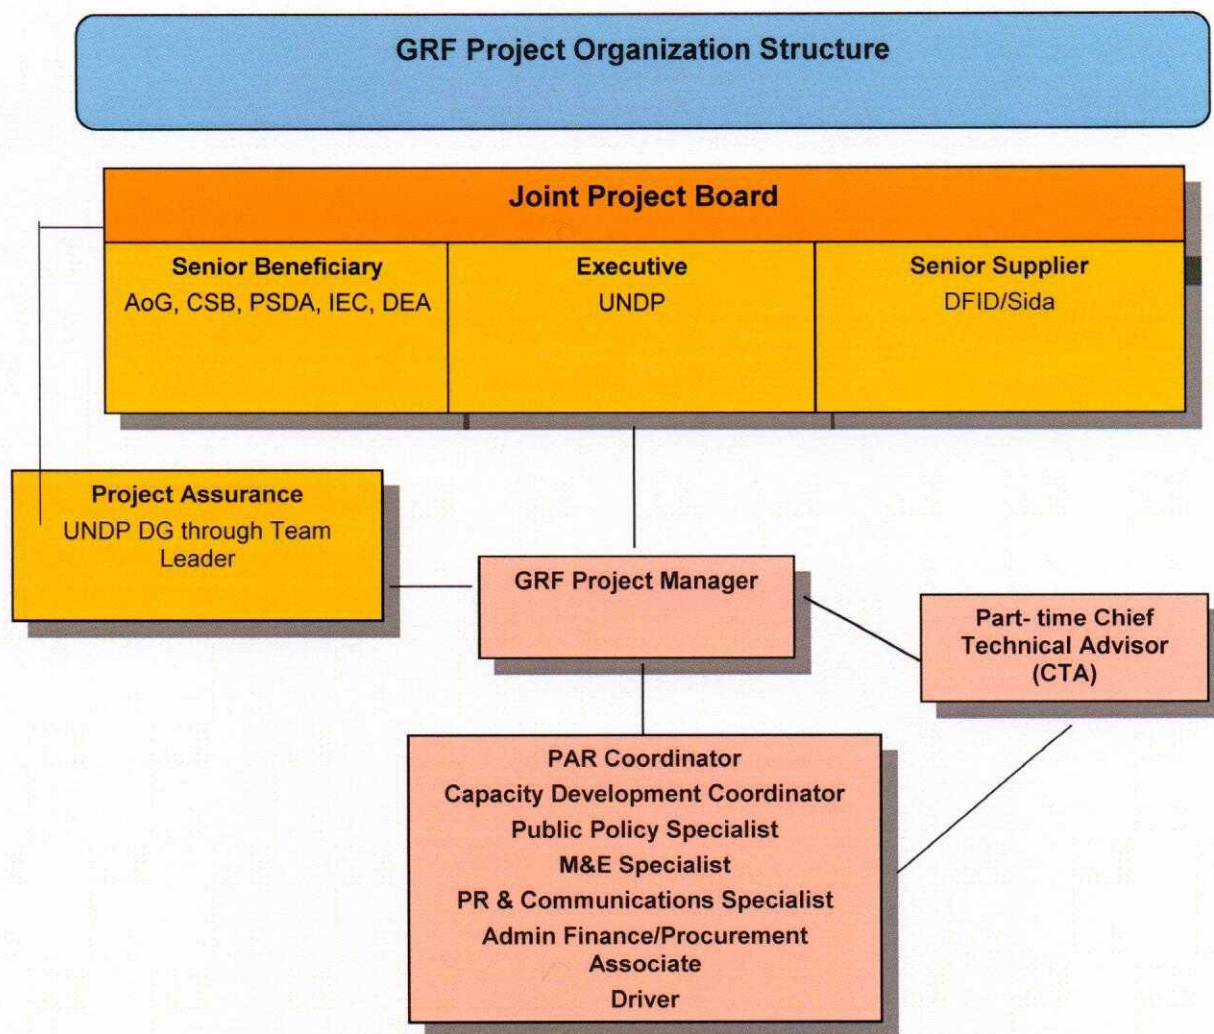 GRF Project Organization Structure
Joint Project Board
Senior Beneficiary
AoG, CSB, PSDA, IEC, DEA
Executive
UNDP
Senior Supplier
DFID/Sida
Project Assurance
UNDP DG through Team
Leader
GRF Project Manager
Part- time Chief
Technical Advisor
(CTA)
PAR Coordinator
Capacity Development Coordinator
Public Policy Specialist
M&E Specialist
PR & Communications Specialist
Admin Finance/Procurement
Associate
Driver